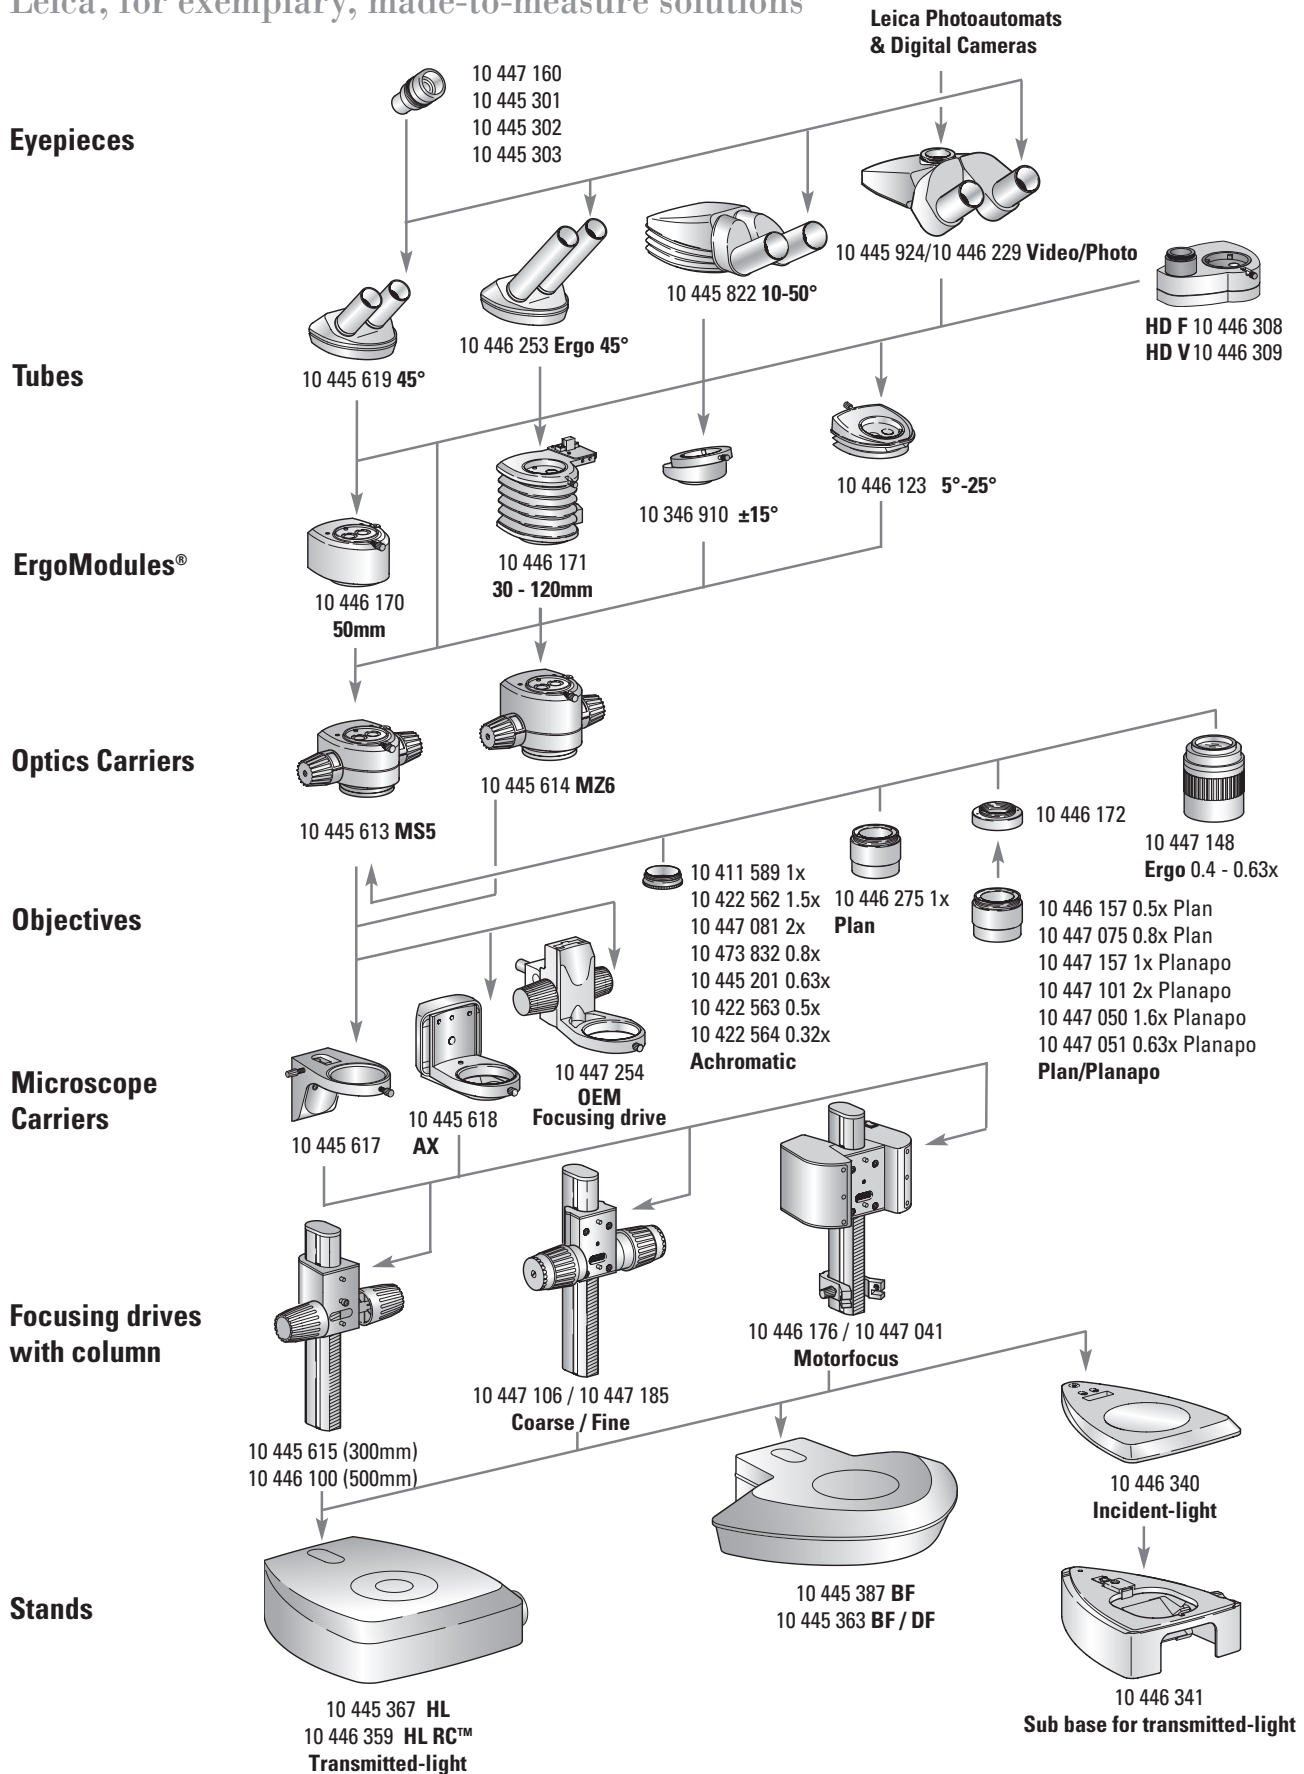 Leica, for exemplary, made-to-measure solutions
Leica Photoautomats
& Digital Cameras
10 447 160
10 445 301
10 445 302
10 445 303
Eyepieces
10 445 924/10 446 229 Video/Photo
10 445 822 10-50°
HD F 10 446 308
HD V 10 446 309
10 446 253 Ergo 45°
Tubes
10 445 619 45°
10 446 123 5°-25°
10 346 910 ±15°
ErgoModules®
10 446 171
30 - 120mm
10 446 170
50mm
Optics Carriers
10 445 614 MZ6
10 445 613 MS5
10 446 172
10 447 148
Ergo 0.4 - 0.63x
Objectives
10 411 589 1x
10 422 562 1.5x
10 447 081 2x
10 473 832 0.8x
10 445 201 0.63x
10 422 563 0.5x
10 422 564 0.32x
Achromatic
10 446 275 1x
Plan
10 446 157 0.5x Plan
10 447 075 0.8x Plan
10 447 157 1x Planapo
10 447 101 2x Planapo
10 447 050 1.6x Planapo
10 447 051 0.63x Planapo
Plan/Planapo
Microscope
Carriers
10 445 617
10 445 618
AX
10 447 254
OEM
Focusing drive
Focusing drives
with column
10 446 176 / 10 447 041
Motorfocus
10 447 106 / 10 447 185
Coarse / Fine
10 445 615 (300mm)
10 446 100 (500mm)
10 446 340
Incident-light
Stands
10 445 387 BF
10 445 363 BF / DF
10 446 341
Sub base for transmitted-light
10 445 367 HL
10 446 359 HL RC™
Transmitted-light